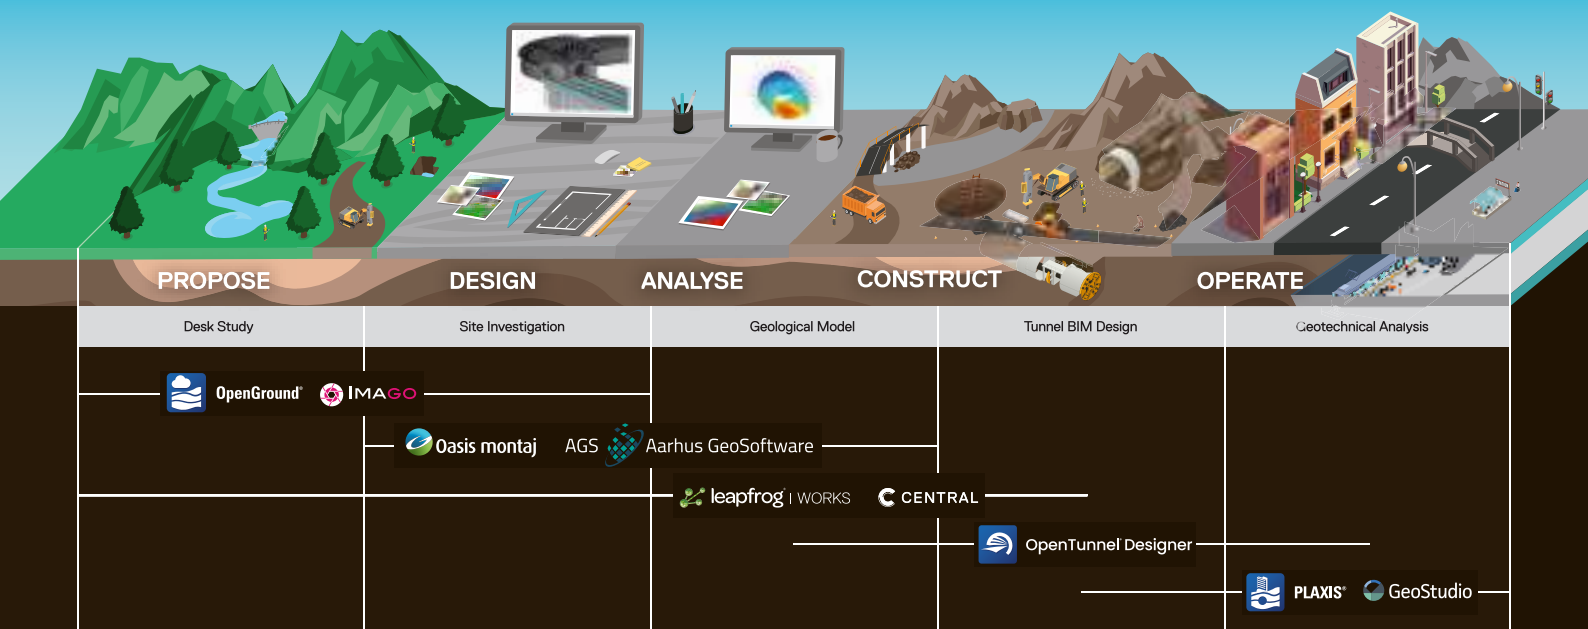 PROPOSE
DESIGN
ANALYSE
CONSTRUCT
OPERATE
Desk Study
Site Investigation
Geological Model
Tunnel BIM Design
Geotechnical Analysis
OpenGround®
IMAGO
Oasis montaj
AGS Aarhus GeoSoftware
leapfrog® | WORKS
CENTRAL
OpenTunnel Designer
PLAXIS®
GeoStudio